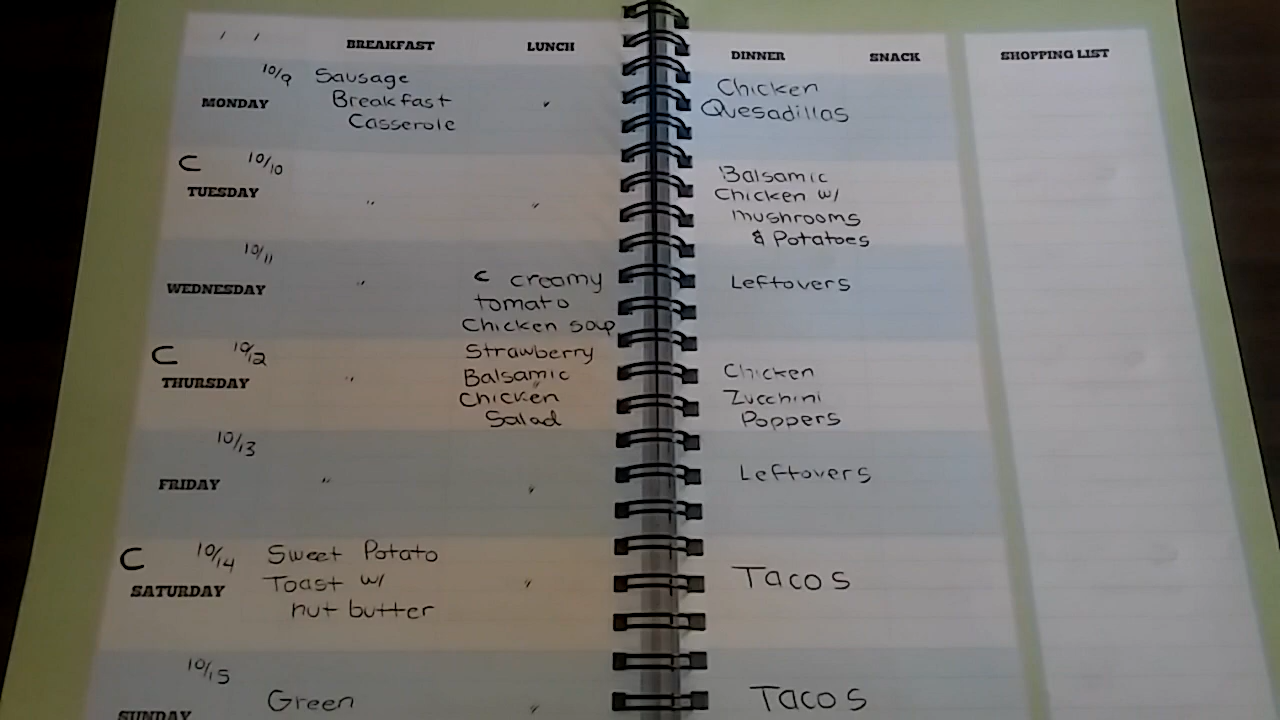 / / BREAKFAST LUNCH DINNER SNACK SHOPPING LIST
10/9 MONDAY
Sausage
Breakfast
Casserole
"
Chicken
Quesadillas
C 10/10
TUESDAY
"
"
Balsamic
Chicken w/
mushrooms
& Potatoes
10/11
WEDNESDAY
"
C creamy
tomato
Chicken soup
Leftovers
C 10/12
THURSDAY
"
Strawberry
Balsamic
Chicken
Salad
Chicken
Zucchini
Poppers
10/13
FRIDAY
"
"
Leftovers
C 10/14
SATURDAY
Sweet Potato
Toast w/
nut butter
"
Tacos
10/15
SUNDAY
Green
"
Tacos